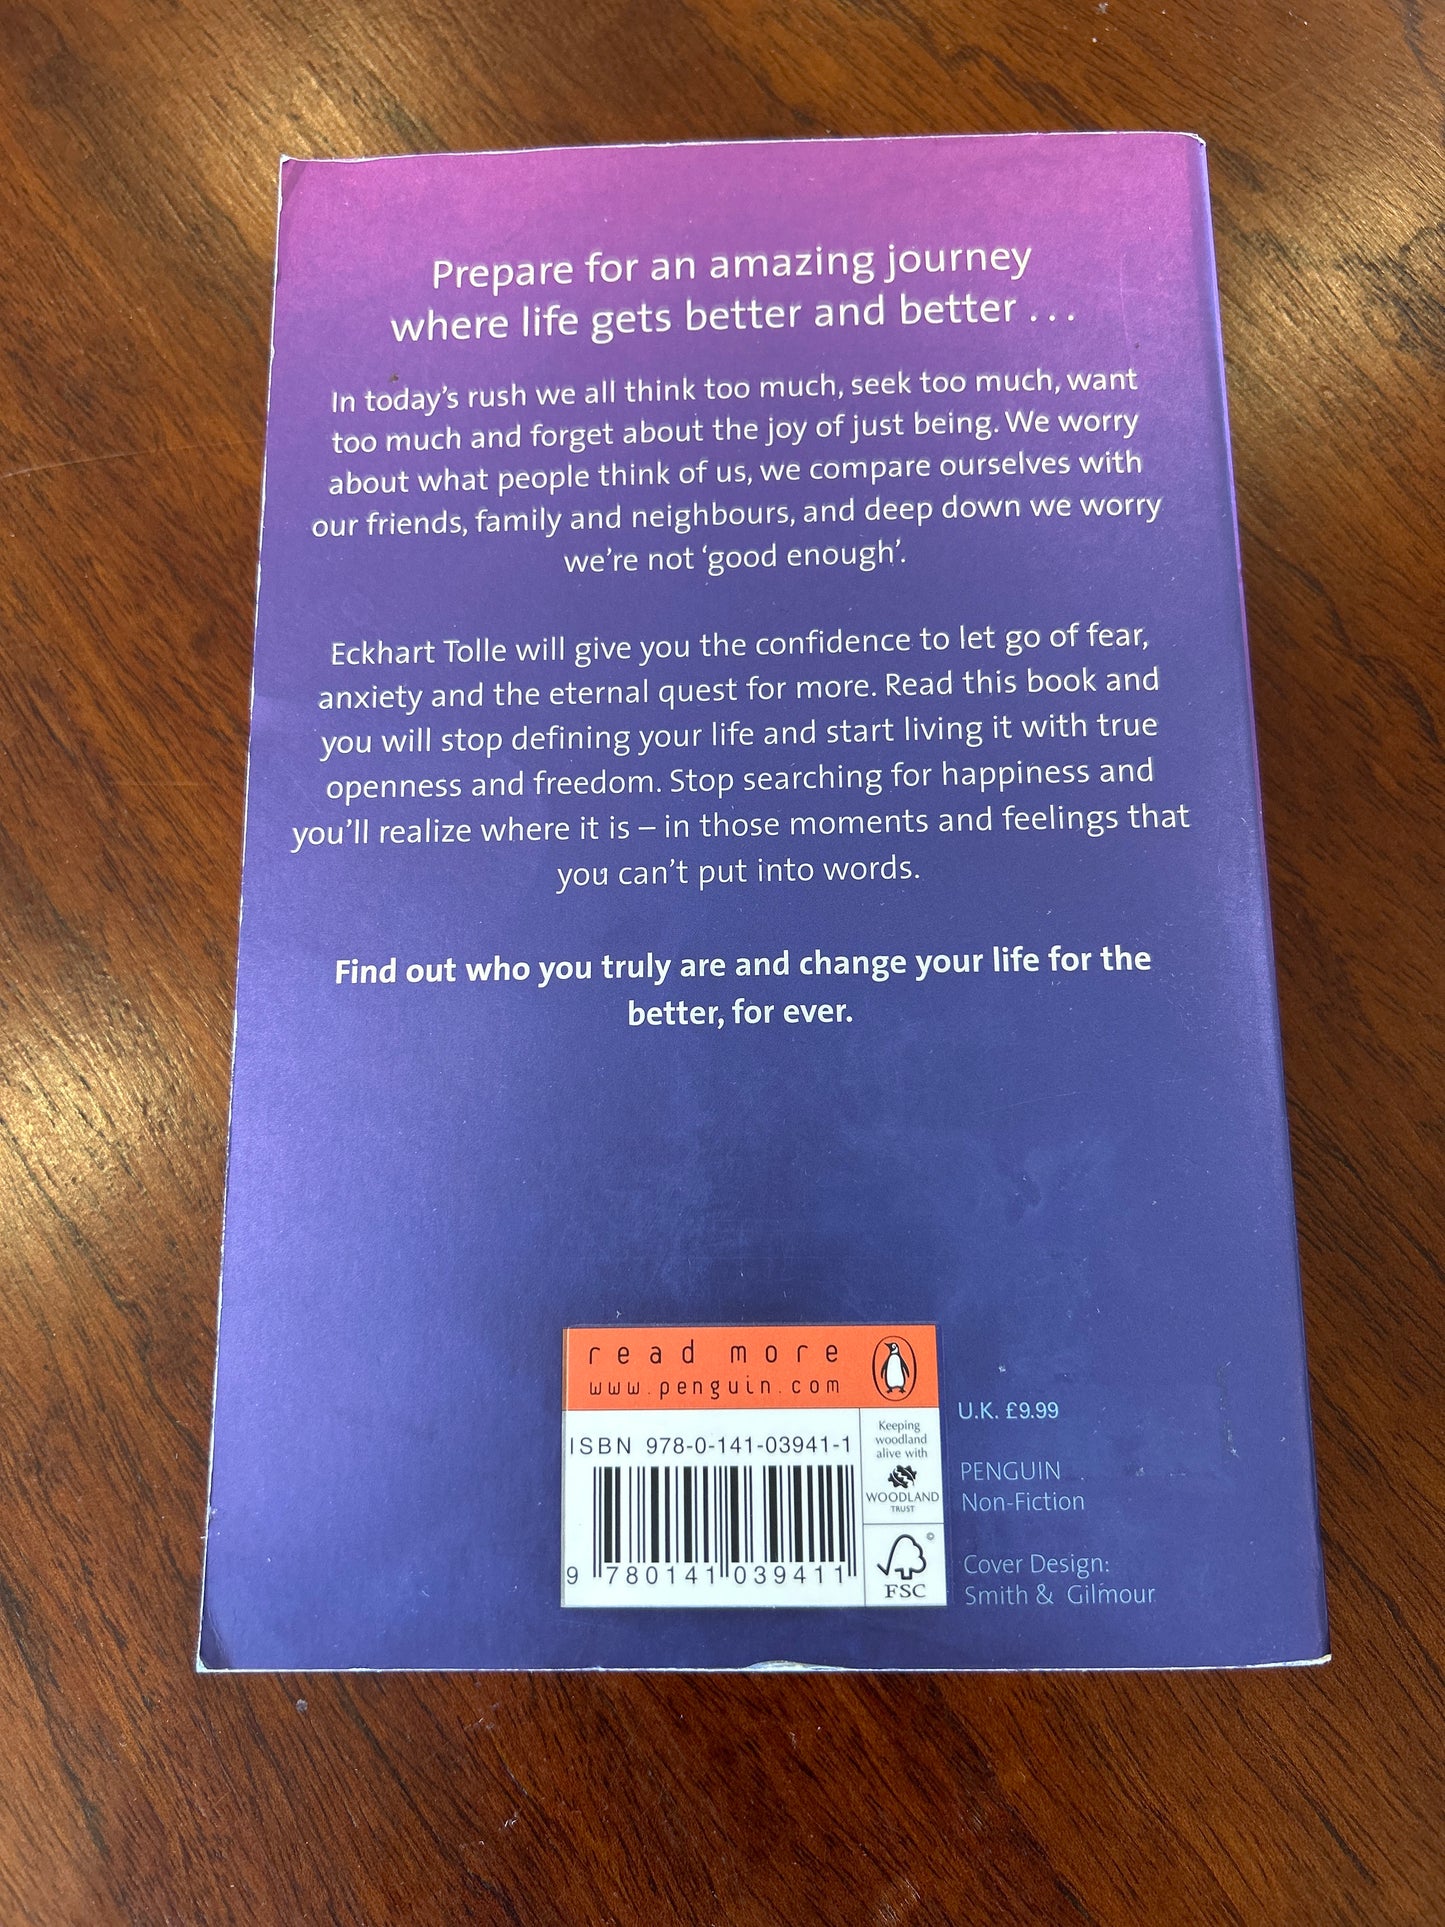 Prepare for an amazing journey
where life gets better and better . . .
In today's rush we all think too much, seek too much, want
too much and forget about the joy of just being. We worry
about what people think of us, we compare ourselves with
our friends, family and neighbours, and deep down we worry
we're not 'good enough'.
Eckhart Tolle will give you the confidence to let go of fear,
anxiety and the eternal quest for more. Read this book and
you will stop defining your life and start living it with true
openness and freedom. Stop searching for happiness and
you'll realize where it is – in those moments and feelings that
you can't put into words.
Find out who you truly are and change your life for the
better, for ever.
read more
www.penguin.com
ISBN 978-0-141-03941-1
9 780141 039411
Keeping
woodland
alive with
WOODLAND
TRUST
©
FSC
U.K. £9.99
PENGUIN
Non-Fiction
Cover Design:
Smith & Gilmour